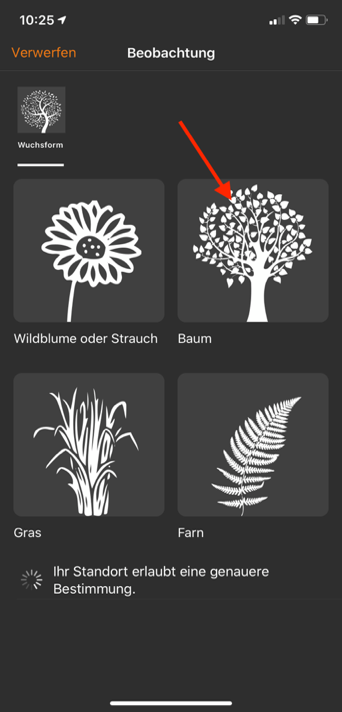 10:25
Verwerfen
Beobachtung
Wuchsform
Wildblume oder Strauch
Baum
Gras
Farn
Ihr Standort erlaubt eine genauere
Bestimmung.